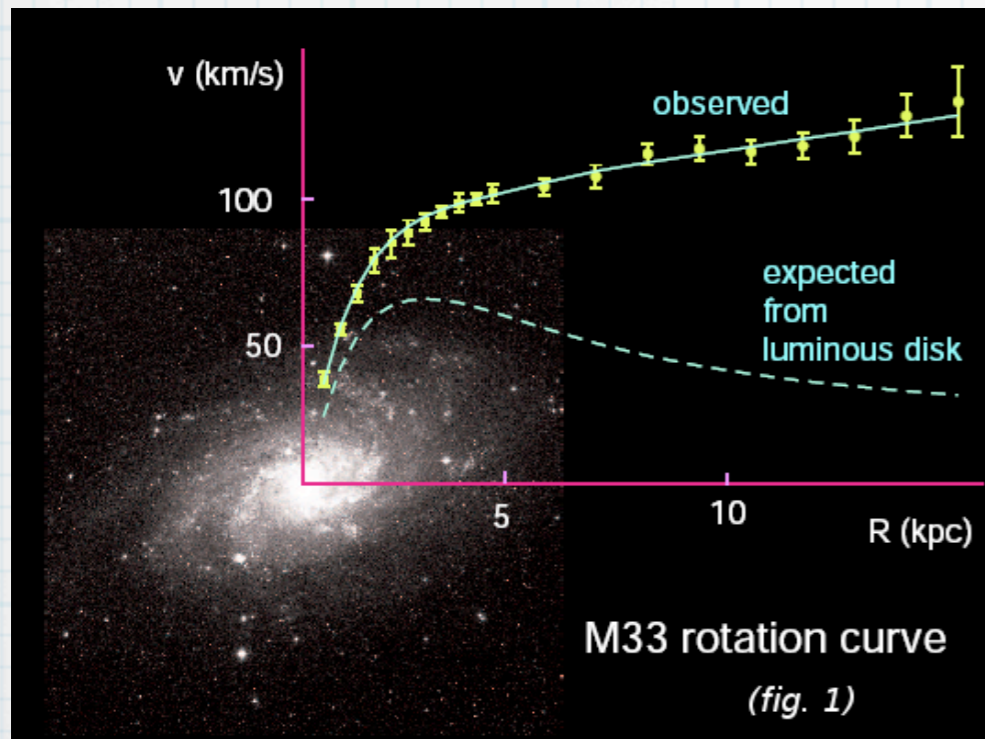 v (km/s)
observed
100
expected
from
luminous disk
50
5
10
R (kpc)
M33 rotation curve
(fig. 1)